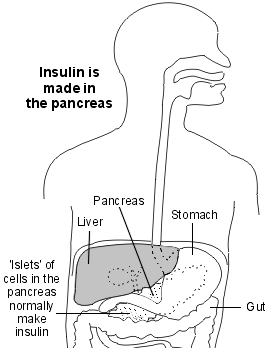 Insulin is
made in
the pancreas
Pancreas
Liver
Stomach
'Islets' of
cells in the
pancreas
normally
make
insulin
Gut